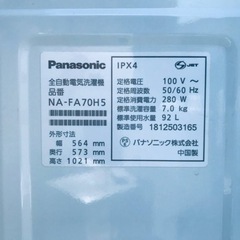 Panasonic
全自動電気洗濯機
品番
NA-FA70H5
外形寸法
幅 564 mm
奥行 573 mm
高さ 1021 mm
IPX4
JET
定格電圧 100 V ～
定格周波数 50/60 Hz
定格消費電力 280 W
標準洗濯容量 7.0 kg
標準使用水量 92 L
製造番号 1812503165
パナソニック株式会社
中国製